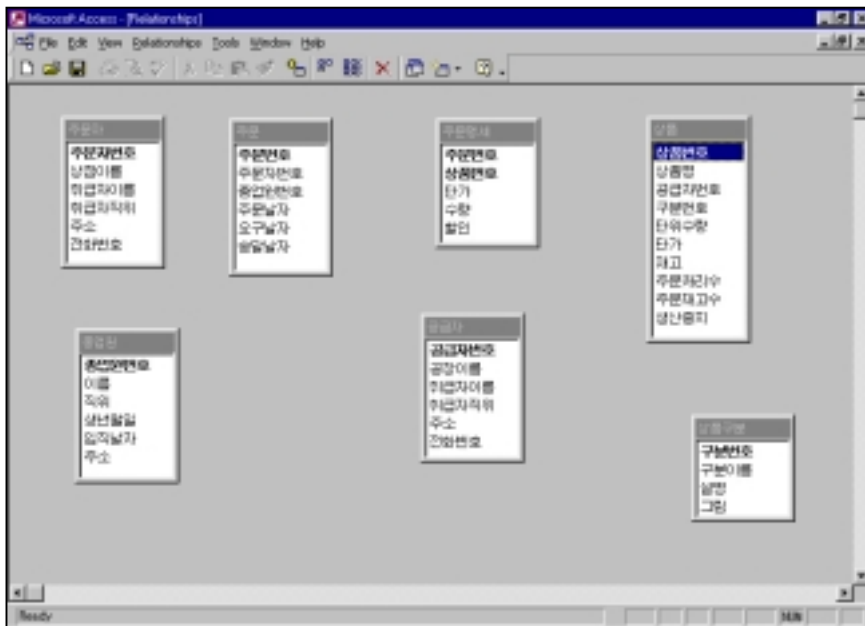 Microsoft Access - [Relationships]
File Edit View Relationships Tools Window Help
주문자
주문자번호
상점이름
취급자이름
취급자직위
주소
전화번호
주문
주문번호
주문자번호
종업원번호
주문날자
요구날자
송달날자
주문명세
주문번호
상품번호
단가
수량
할인
상품
상품번호
상품명
공급자번호
구분번호
단위수량
단가
재고
주문처리수
주문재고수
생산중지
종업원
종업원번호
이름
직위
생년월일
입직날자
주소
공급자
공급자번호
공장이름
취급자이름
취급자직위
주소
전화번호
상품구분
구분번호
구분이름
설명
그림
Ready
NUM